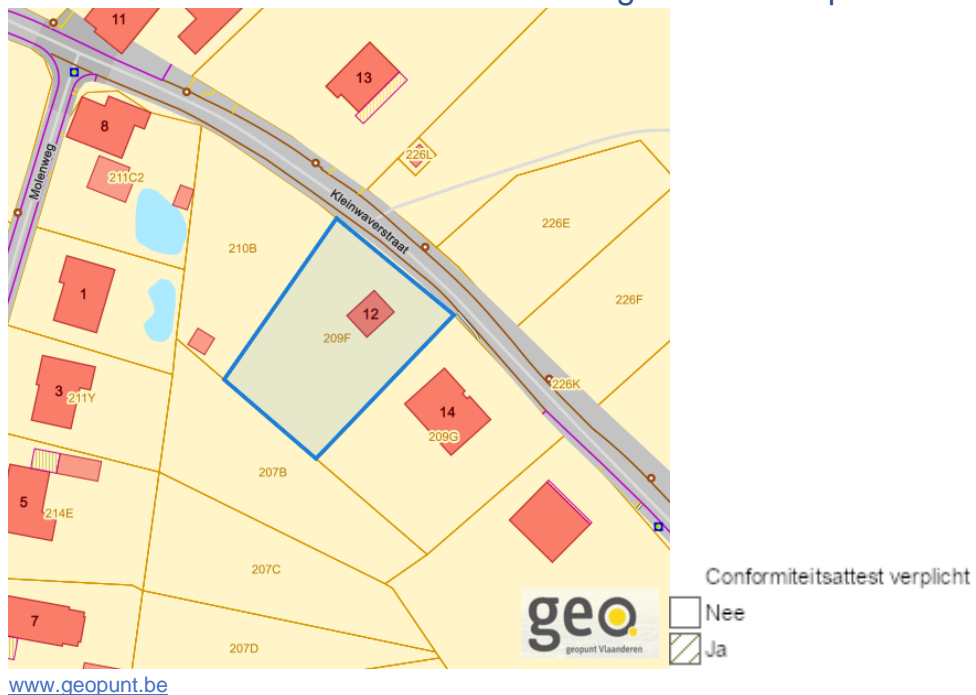 11
13
8
226L
Molenweg
211C2
Kleinwaverstraat
226E
210B
1
226F
12
209F
3
211Y
226K
14
209G
207B
5
214E
207C
Conformiteitsattest verplicht
geo.
geopunt Vlaanderen
Nee
7
207D
Ja
www.geopunt.be